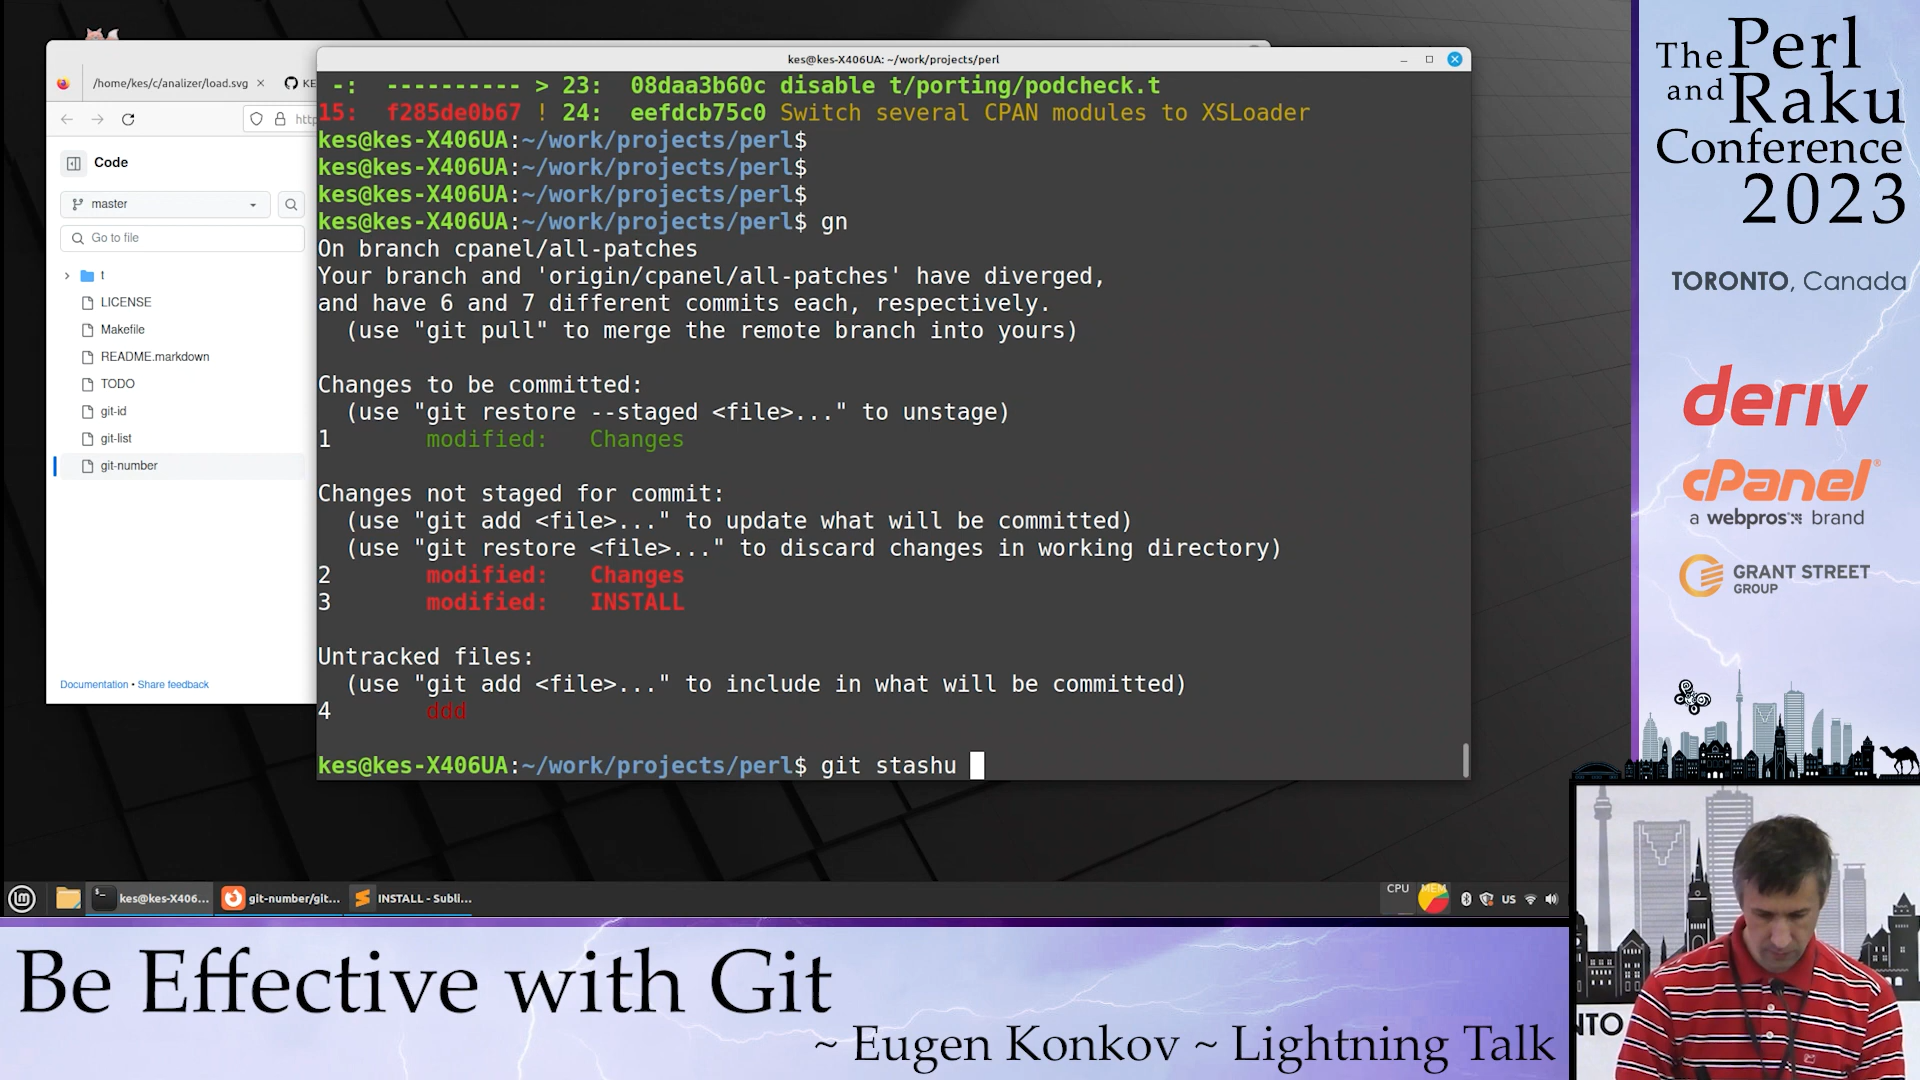 /home/kes/c/analizer/load.svg × KE
http
Code
master
Go to file
t
LICENSE
Makefile
README.markdown
TODO
git-id
git-list
git-number
Documentation • Share feedback
kes@kes-X406UA: ~/work/projects/perl
-: ---------- > 23: 08daa3b60c disable t/porting/podcheck.t
15: f285de0b67 ! 24: eefdcb75c0 Switch several CPAN modules to XSLoader
kes@kes-X406UA:~/work/projects/perl$
kes@kes-X406UA:~/work/projects/perl$
kes@kes-X406UA:~/work/projects/perl$
kes@kes-X406UA:~/work/projects/perl$ gn
On branch cpanel/all-patches
Your branch and 'origin/cpanel/all-patches' have diverged,
and have 6 and 7 different commits each, respectively.
(use "git pull" to merge the remote branch into yours)
Changes to be committed:
(use "git restore --staged <file>..." to unstage)
1 modified: Changes
Changes not staged for commit:
(use "git add <file>..." to update what will be committed)
(use "git restore <file>..." to discard changes in working directory)
2 modified: Changes
3 modified: INSTALL
Untracked files:
(use "git add <file>..." to include in what will be committed)
4 ddd
kes@kes-X406UA:~/work/projects/perl$ git stashu
kes@kes-X406...
git-number/git...
INSTALL - Subli...
CPU MEM US
The Perl
and Raku
Conference
2023
TORONTO, Canada
deriv
cPanel®
a webpros brand
GRANT STREET
GROUP
NTO
Be Effective with Git
~ Eugen Konkov ~ Lightning Talk